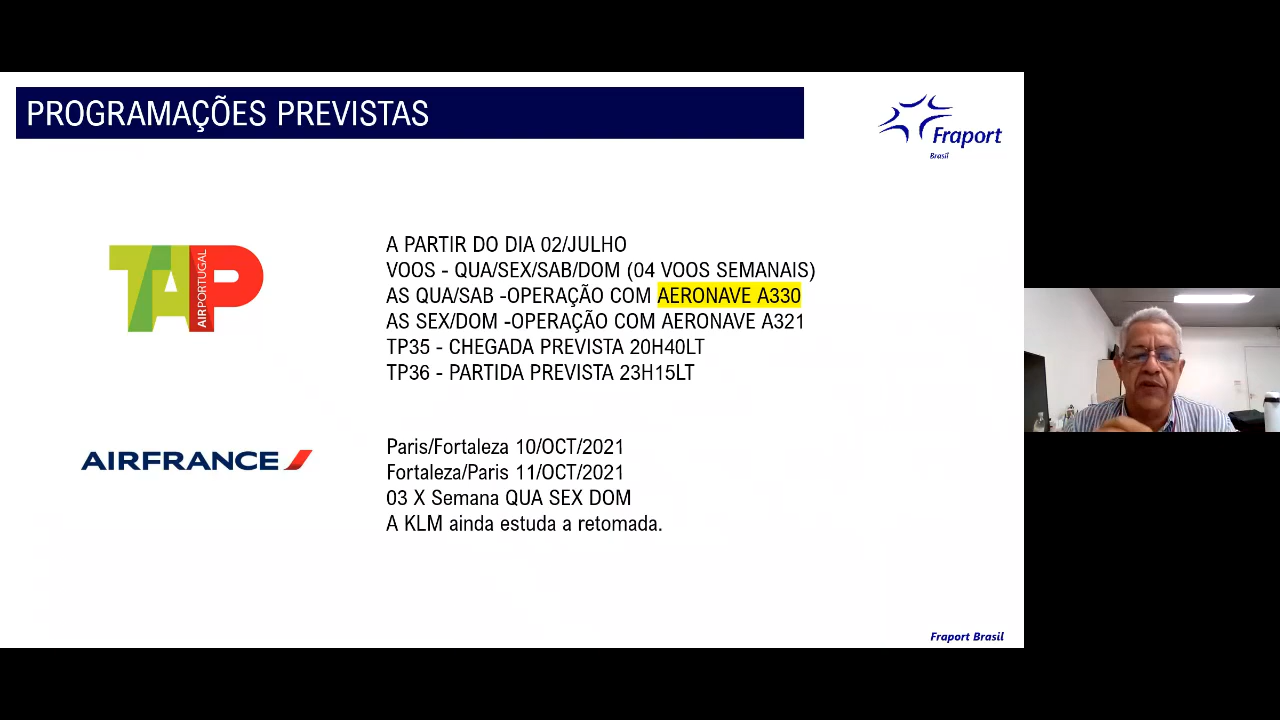 PROGRAMAÇÕES PREVISTAS
Fraport
Brasil
TAP
AIRPORTUGAL
A PARTIR DO DIA 02/JULHO
VOOS - QUA/SEX/SAB/DOM (04 VOOS SEMANAIS)
AS QUA/SAB -OPERAÇÃO COM AERONAVE A330
AS SEX/DOM -OPERAÇÃO COM AERONAVE A321
TP35 - CHEGADA PREVISTA 20H40LT
TP36 - PARTIDA PREVISTA 23H15LT
AIRFRANCE
Paris/Fortaleza 10/OCT/2021
Fortaleza/Paris 11/OCT/2021
03 X Semana QUA SEX DOM
A KLM ainda estuda a retomada.
Fraport Brasil